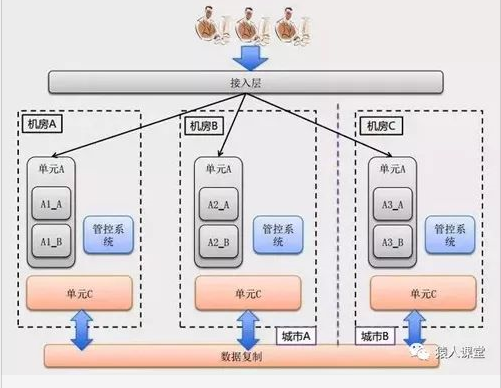 接入层
机房A
机房B
机房C
单元A
单元A
单元A
A1_A
A2_A
A3_A
管控系
统
管控系
统
管控系
统
A1_B
A2_B
A3_B
单元C
单元C
单元C
城市A
城市B
数据复制
猿人课堂